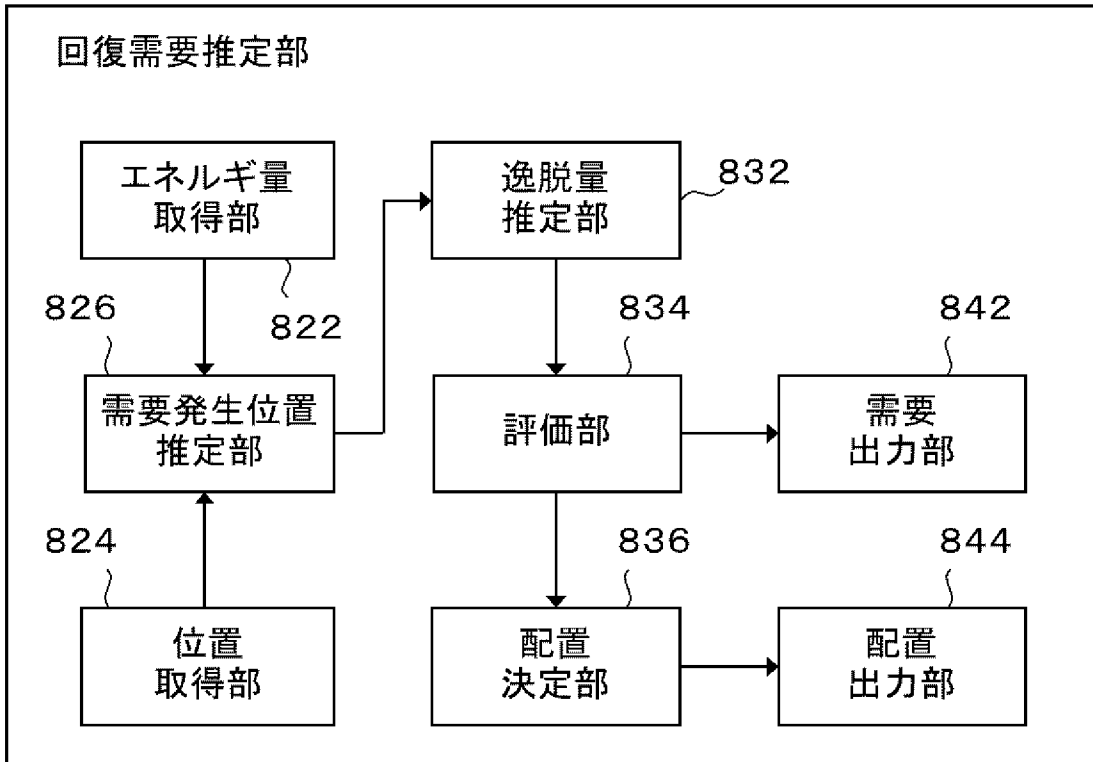 回復需要推定部
エネルギ量
取得部
822
逸脱量
推定部
832
826
需要発生位置
推定部
834
評価部
842
需要
出力部
824
位置
取得部
836
配置
決定部
844
配置
出力部